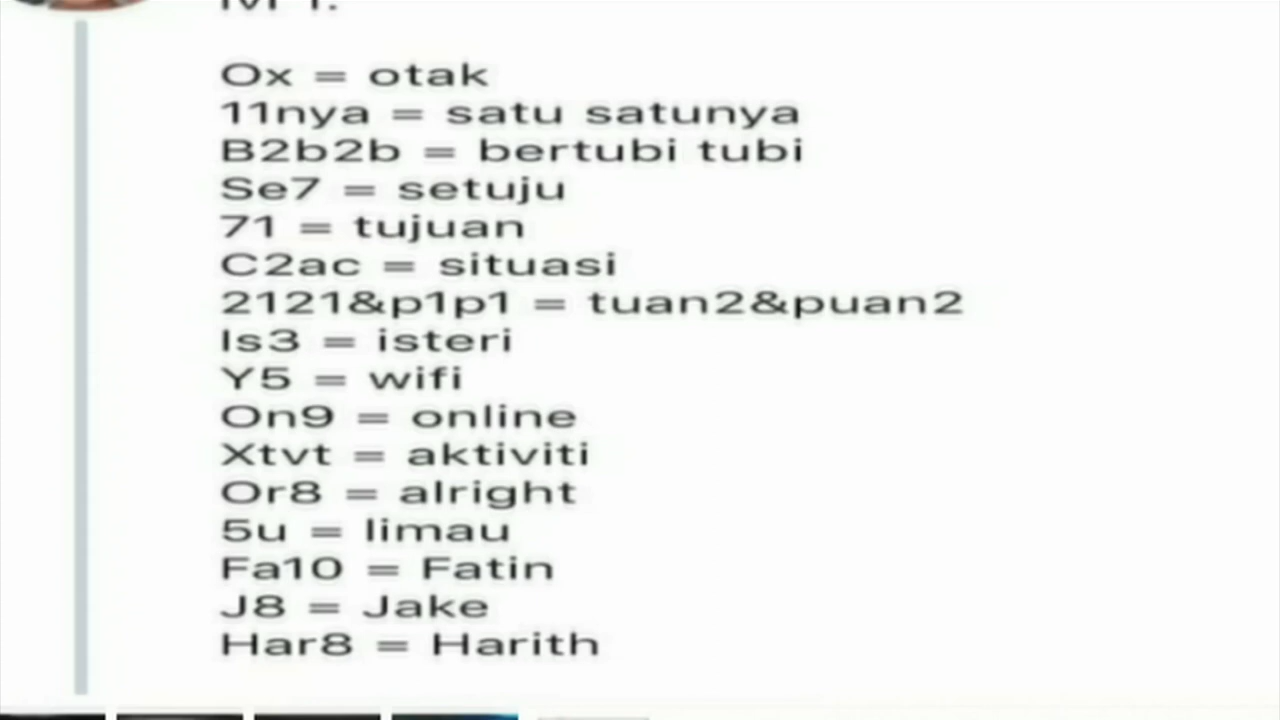 Ox = otak
11nya = satu satunya
B2b2b = bertubi tubi
Se7 = setuju
71 = tujuan
C2ac = situasi
2121&p1p1 = tuan2&puan2
Is3 = isteri
Y5 = wifi
On9 = online
Xtvt = aktiviti
Or8 = alright
5u = limau
Fa10 = Fatin
J8 = Jake
Har8 = Harith